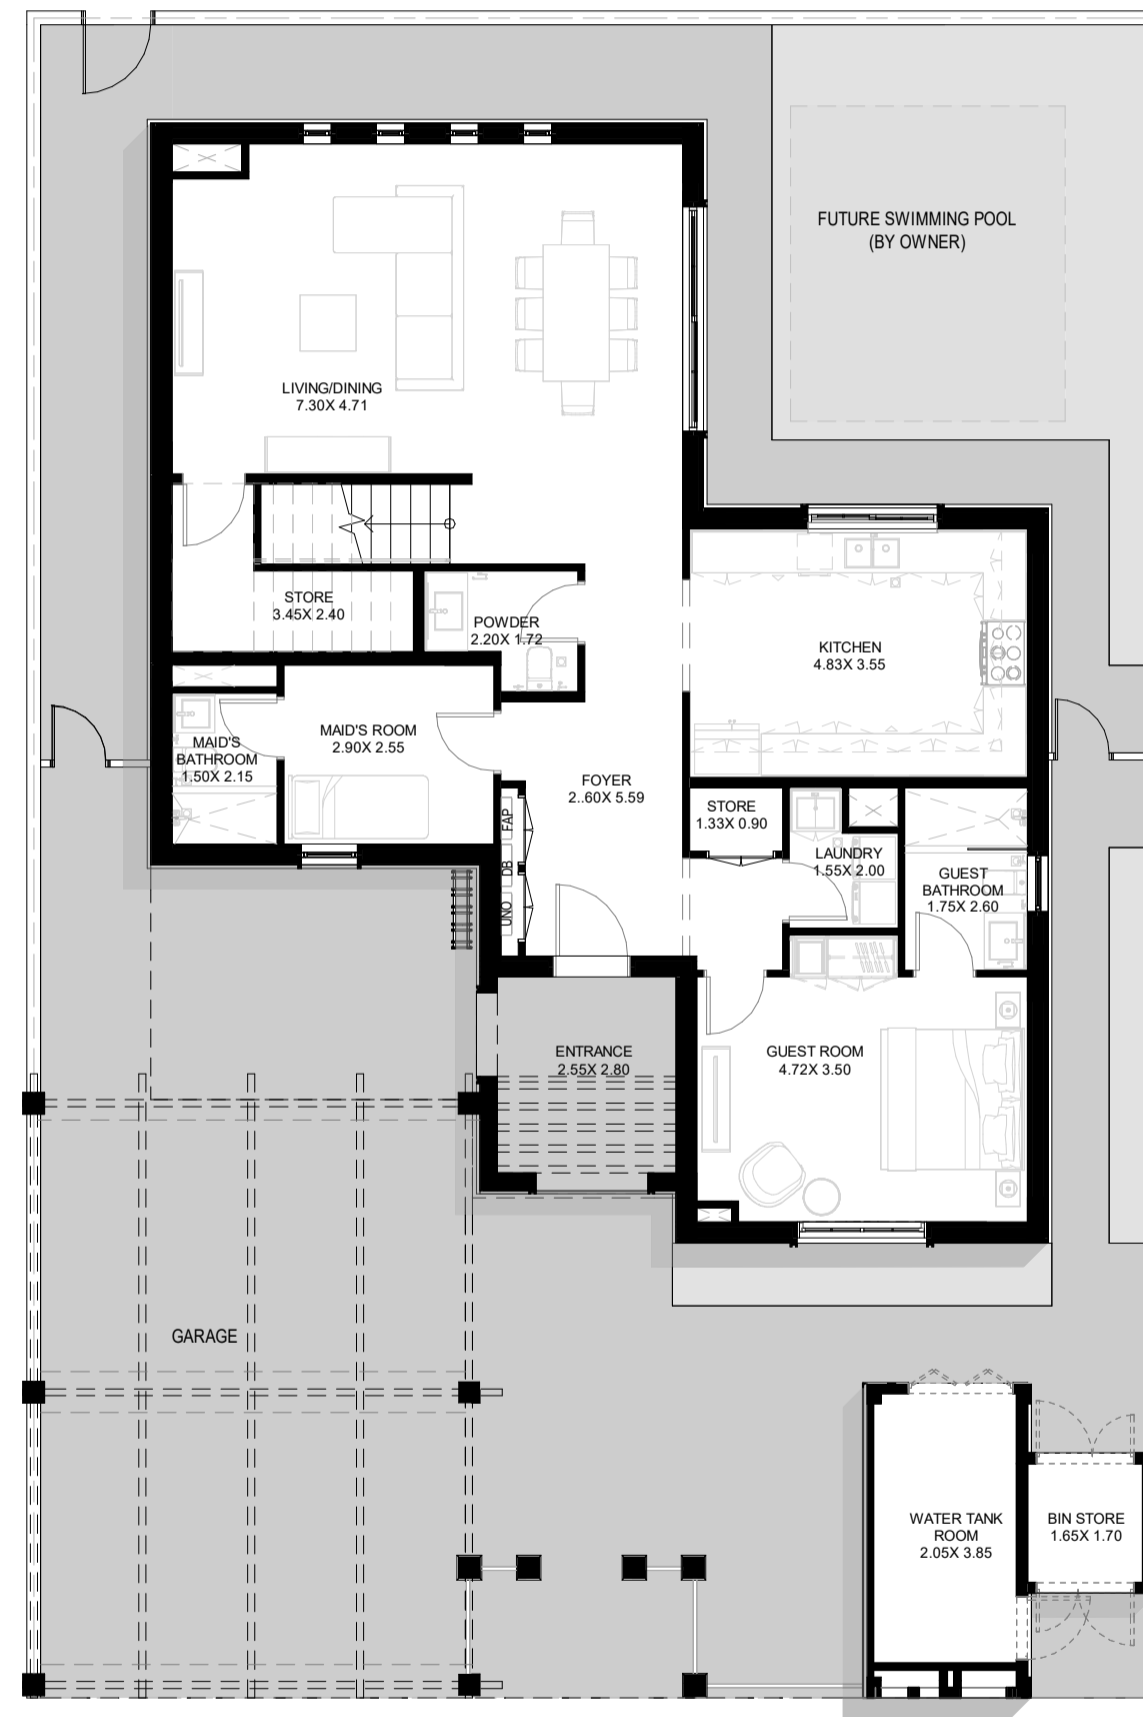 FUTURE SWIMMING POOL
(BY OWNER)
LIVING/DINING
7.30X 4.71
STORE
3.45X 2.40
POWDER
2.20X 1.72
KITCHEN
4.83X 3.55
MAID'S ROOM
2.90X 2.55
MAID'S
BATHROOM
1.50X 2.15
FOYER
2..60X 5.59
FAP
DB
ONU
STORE
1.33X 0.90
LAUNDRY
1.55X 2.00
GUEST
BATHROOM
1.75X 2.60
ENTRANCE
2.55X 2.80
GUEST ROOM
4.72X 3.50
GARAGE
WATER TANK
ROOM
2.05X 3.85
BIN STORE
1.65X 1.70